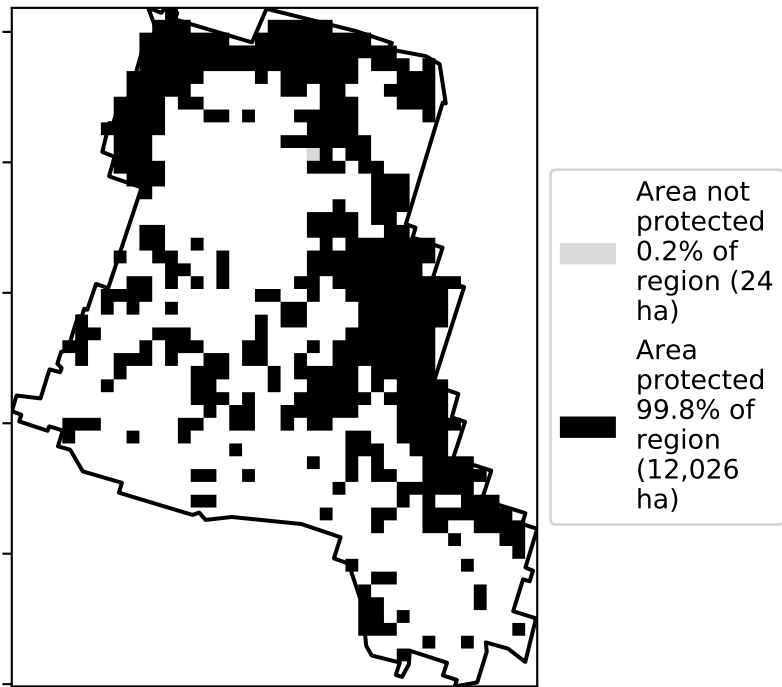 Area not
protected
0.2% of
region (24
ha)
Area
protected
99.8% of
region
(12,026
ha)